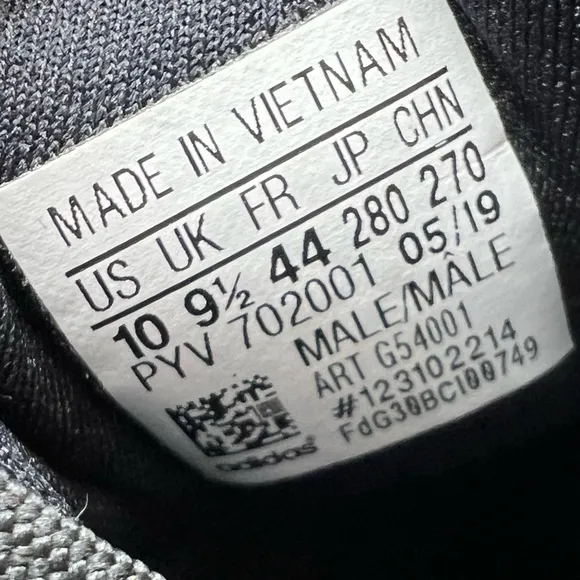 MADE IN VIETNAM
US UK FR JP CHN
10 9½ 44 280 270
PYV 702001 05/19
MALE/MÂLE
ART G54001
#123102214
FdG30BCI00749
adidas